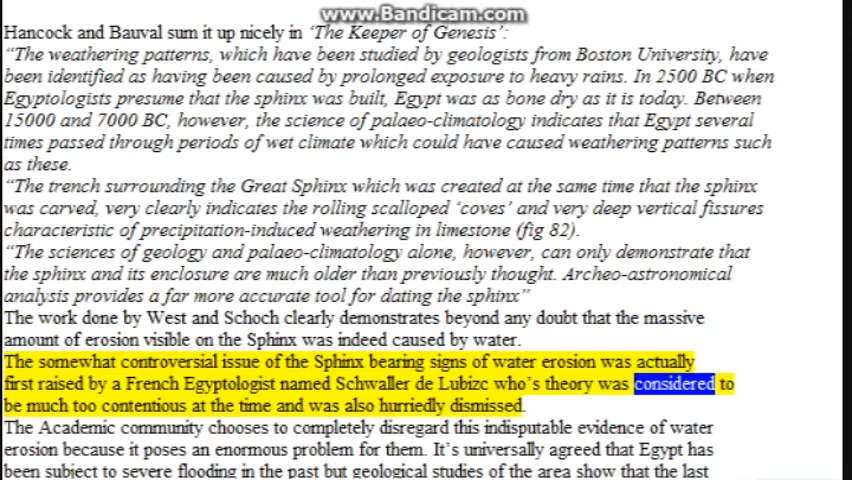 www.Bandicam.com
Hancock and Bauval sum it up nicely in ‘The Keeper of Genesis’:
“The weathering patterns, which have been studied by geologists from Boston University, have
been identified as having been caused by prolonged exposure to heavy rains. In 2500 BC when
Egyptologists presume that the sphinx was built, Egypt was as bone dry as it is today. Between
15000 and 7000 BC, however, the science of palaeo-climatology indicates that Egypt several
times passed through periods of wet climate which could have caused weathering patterns such
as these.
“The trench surrounding the Great Sphinx which was created at the same time that the sphinx
was carved, very clearly indicates the rolling scalloped ‘coves’ and very deep vertical fissures
characteristic of precipitation-induced weathering in limestone (fig 82).
“The sciences of geology and palaeo-climatology alone, however, can only demonstrate that
the sphinx and its enclosure are much older than previously thought. Archeo-astronomical
analysis provides a far more accurate tool for dating the sphinx”
The work done by West and Schoch clearly demonstrates beyond any doubt that the massive
amount of erosion visible on the Sphinx was indeed caused by water.
The somewhat controversial issue of the Sphinx bearing signs of water erosion was actually
first raised by a French Egyptologist named Schwaller de Lubizc who’s theory was considered to
be much too contentious at the time and was also hurriedly dismissed.
The Academic community chooses to completely disregard this indisputable evidence of water
erosion because it poses an enormous problem for them. It’s universally agreed that Egypt has
been subject to severe flooding in the past but geological studies of the area show that the last